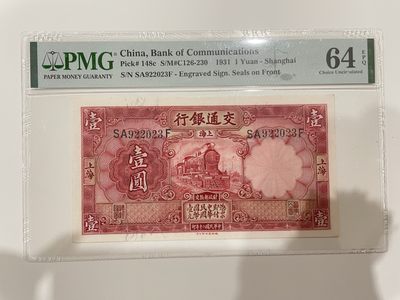 PMG
PAPER MONEY GUARANTY
China, Bank of Communications
Pick# 148c S/M#C126-230 1931 1 Yuan - Shanghai
S/N SA922023F - Engraved Sign. Seals on Front
64 EPQ
Choice Uncirculated
壹 行銀通交 壹
海上
SA922023F SA922023F
上海 壹圓 上海
壹 壹